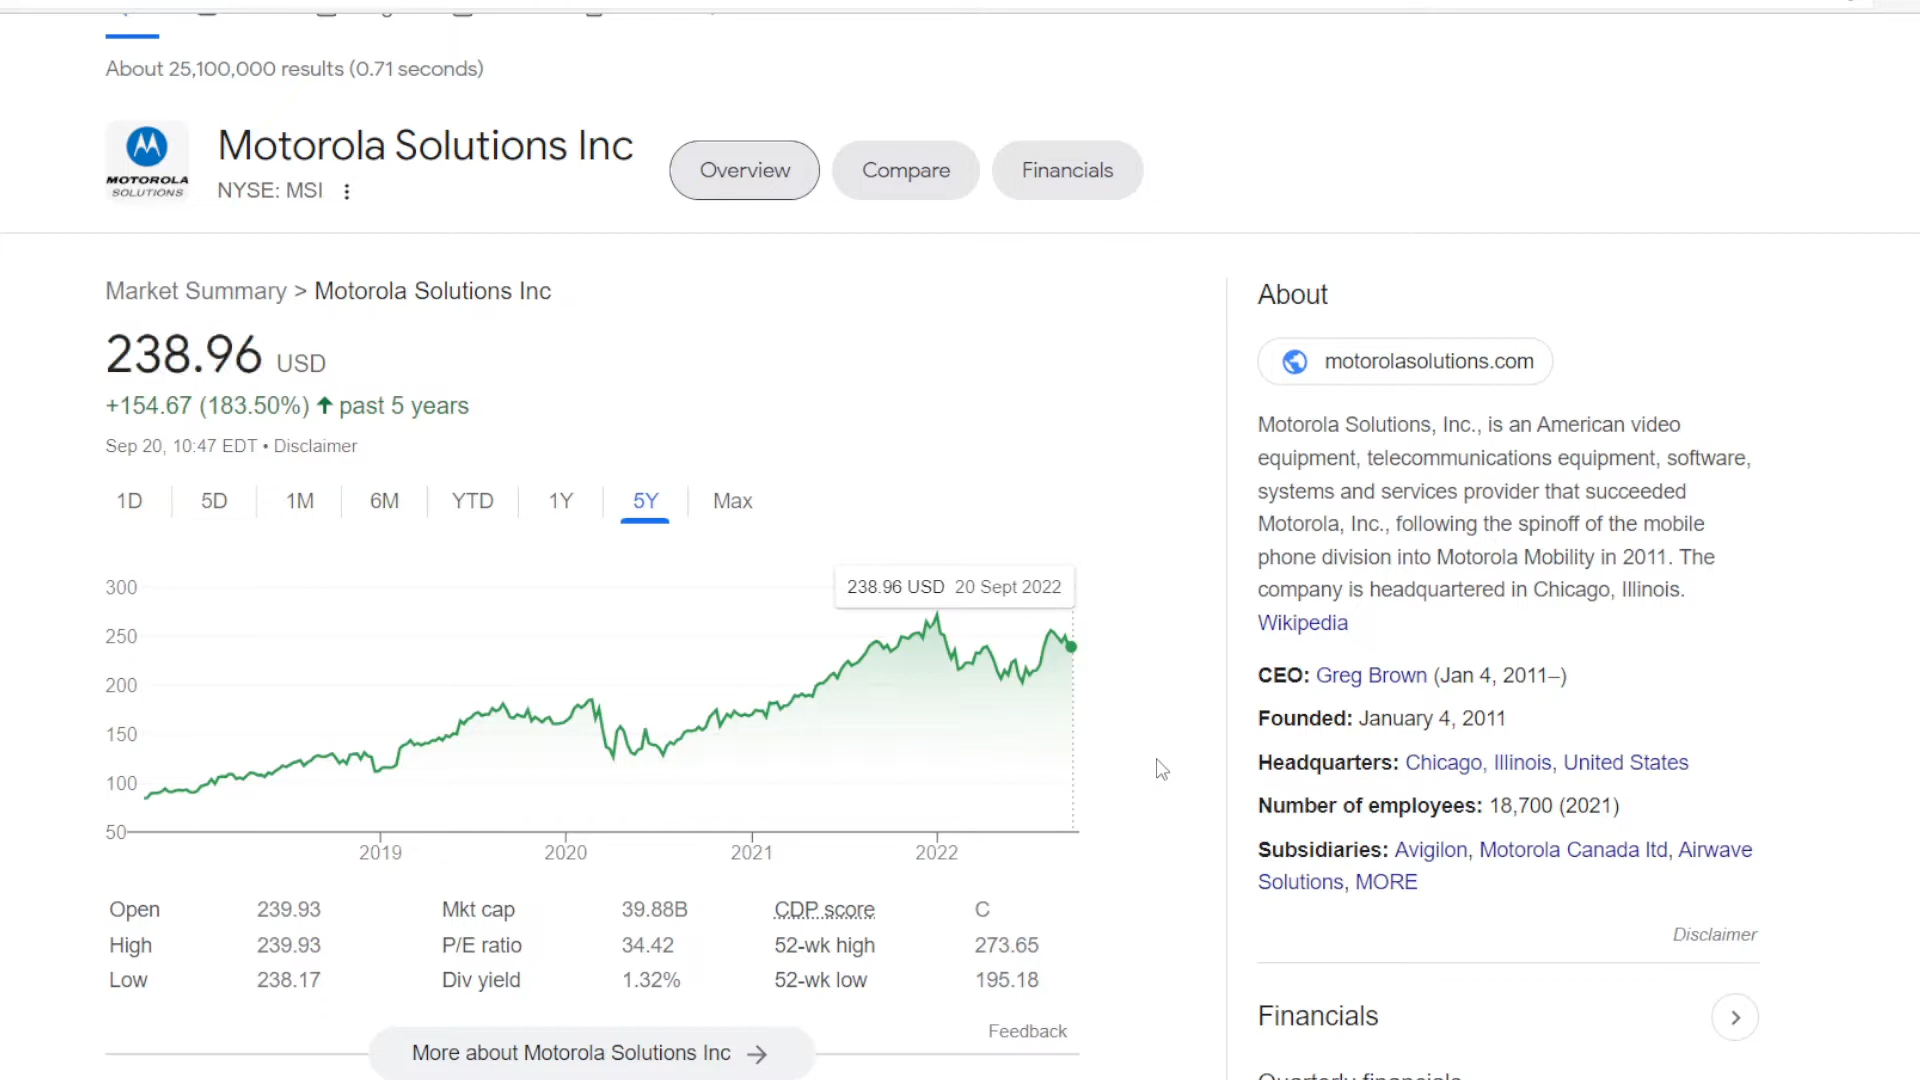 About 25,100,000 results (0.71 seconds)
MOTOROLA
SOLUTIONS
Motorola Solutions Inc
NYSE: MSI
Overview
Compare
Financials
Market Summary > Motorola Solutions Inc
238.96 USD
+154.67 (183.50%) past 5 years
Sep 20, 10:47 EDT • Disclaimer
1D 5D 1M 6M YTD 1Y 5Y Max
238.96 USD 20 Sept 2022
300
250
200
150
100
50
2019 2020 2021 2022
Open 239.93 Mkt cap 39.88B CDP score C
High 239.93 P/E ratio 34.42 52-wk high 273.65
Low 238.17 Div yield 1.32% 52-wk low 195.18
Feedback
More about Motorola Solutions Inc
About
motorolasolutions.com
Motorola Solutions, Inc., is an American video
equipment, telecommunications equipment, software,
systems and services provider that succeeded
Motorola, Inc., following the spinoff of the mobile
phone division into Motorola Mobility in 2011. The
company is headquartered in Chicago, Illinois.
Wikipedia
CEO: Greg Brown (Jan 4, 2011–)
Founded: January 4, 2011
Headquarters: Chicago, Illinois, United States
Number of employees: 18,700 (2021)
Subsidiaries: Avigilon, Motorola Canada ltd, Airwave
Solutions, MORE
Disclaimer
Financials
Quarterly financials